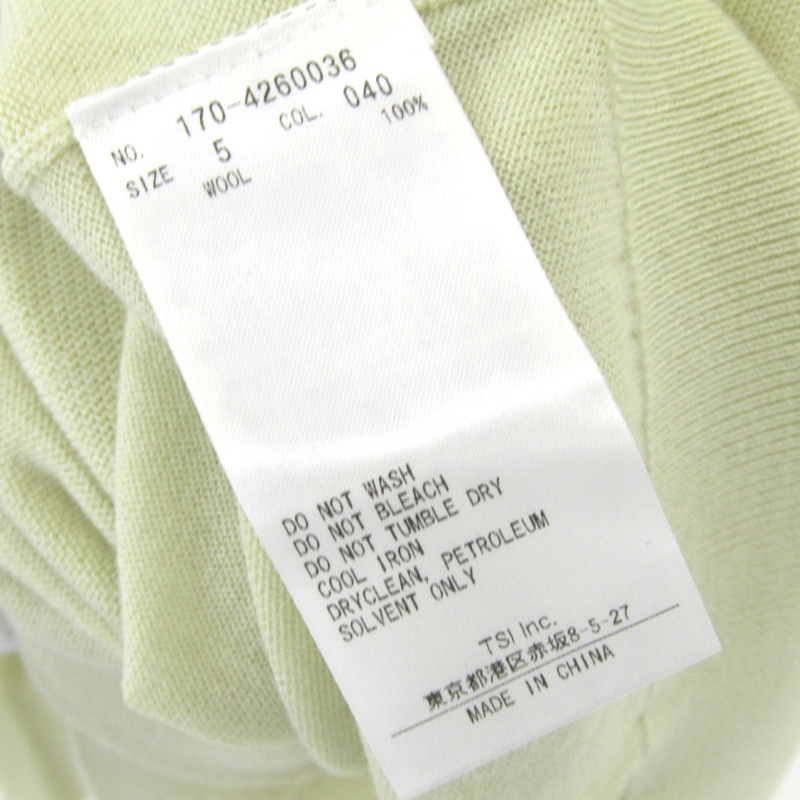 NO. 170-4260036
SIZE 5 COL. 040
WOOL 100%
DO NOT WASH
DO NOT BLEACH
DO NOT TUMBLE DRY
COOL IRON
DRYCLEAN, PETROLEUM
SOLVENT ONLY
TSI Inc.
東京都港区赤坂8-5-27
MADE IN CHINA